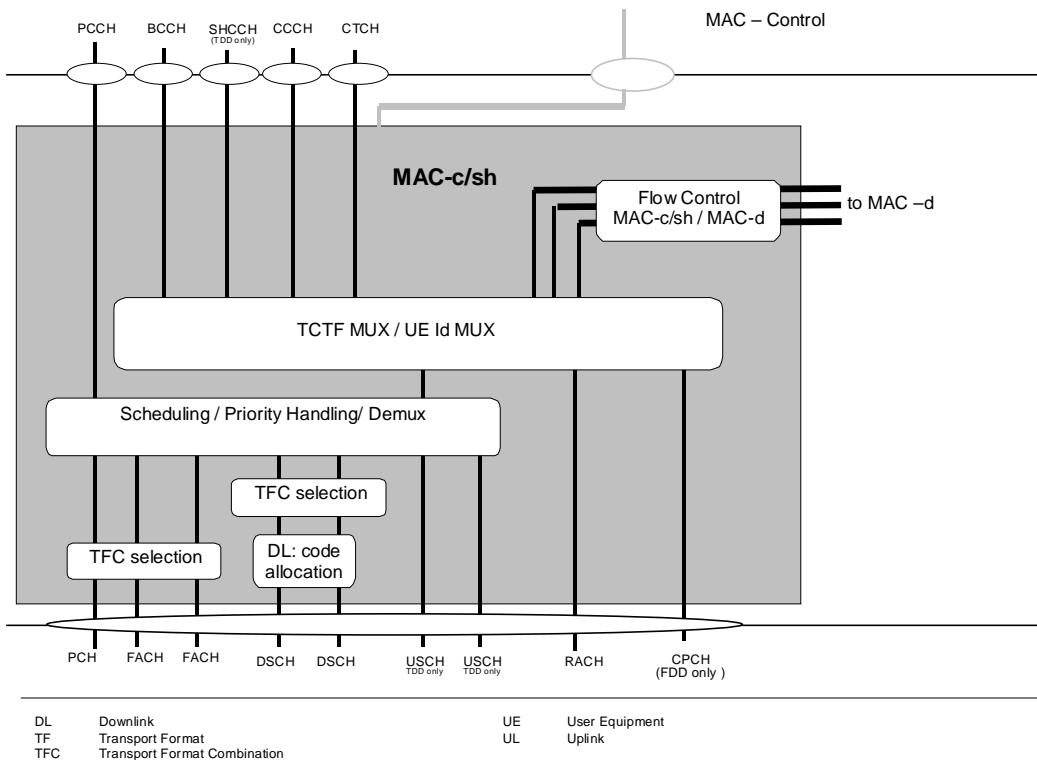 MAC – Control
PCCH BCCH SHCCH CCCH CTCH
(TDD only)
MAC-c/sh
Flow Control
MAC-c/sh / MAC-d
to MAC –d
TCTF MUX / UE Id MUX
Scheduling / Priority Handling/ Demux
TFC selection
TFC selection
DL: code
allocation
PCH FACH FACH DSCH DSCH USCH USCH RACH CPCH
TDD only TDD only (FDD only )
DL Downlink UE User Equipment
TF Transport Format UL Uplink
TFC Transport Format Combination